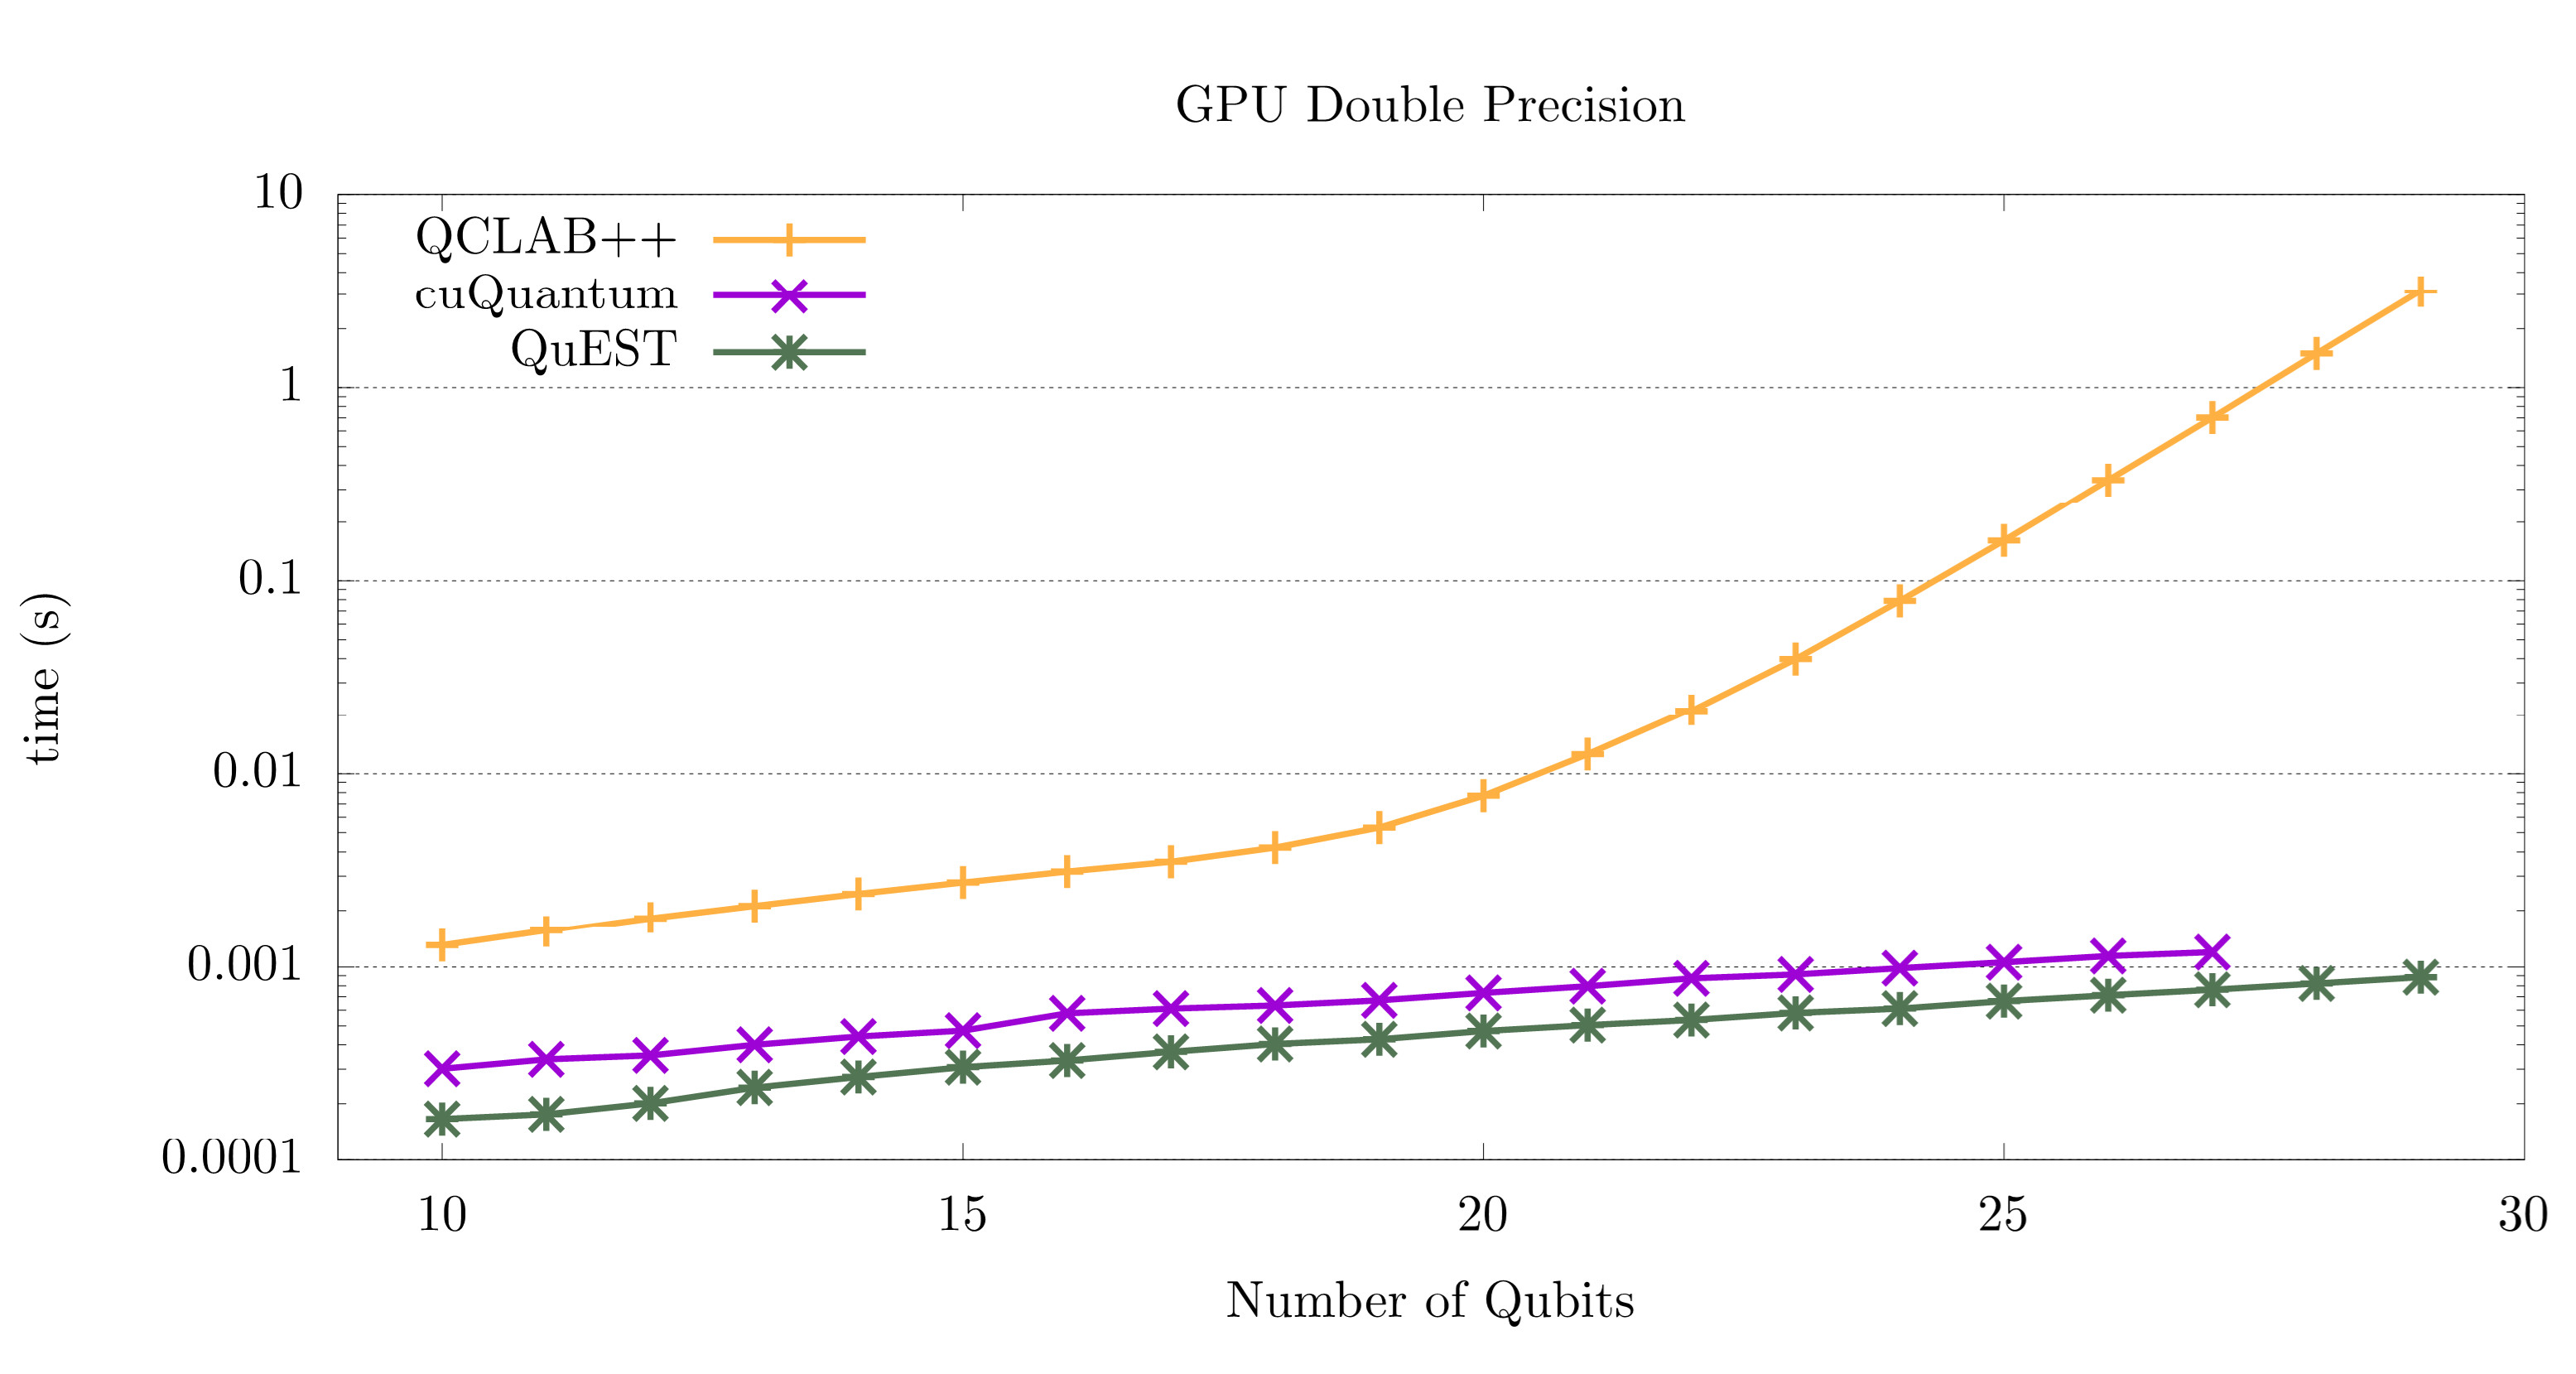 GPU Double Precision
10
1
0.1
0.01
0.001
0.0001
time (s)
QCLAB++
cuQuantum
QuEST
10 15 20 25 30
Number of Qubits